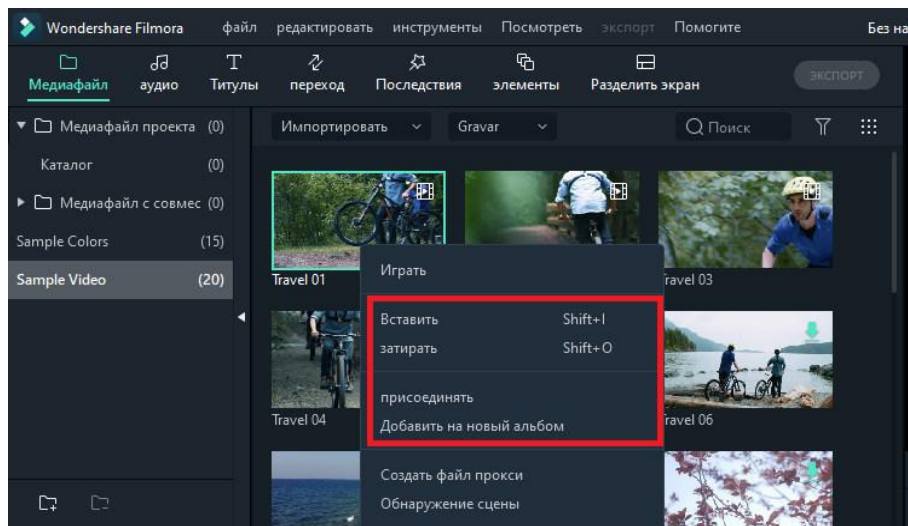 Wondershare Filmora файл редактировать инструменты Посмотреть экспорт Помогите Без на
Медиафайл аудио Титулы переход Последствия элементы Разделить экран ЭКСПОРТ
Медиафайл проекта (0) Импортировать Gravar Поиск
Каталог (0)
Медиафайл с совмес (0)
Sample Colors (15)
Sample Video (20)
Travel 01
ravel 03
Играть
Вставить Shift+I
затирать Shift+O
присоединять
Добавить на новый альбом
Travel 04
ravel 06
Создать файл прокси
Обнаружение сцены